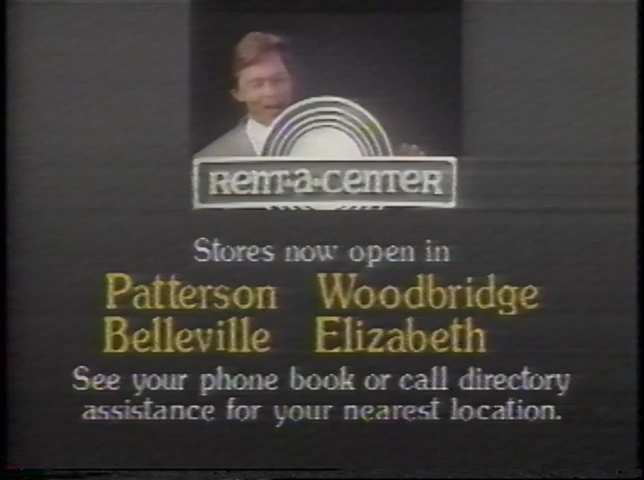 Rent-a-Center
Stores now open in
Patterson Woodbridge
Belleville Elizabeth
See your phone book or call directory
assistance for your nearest location.